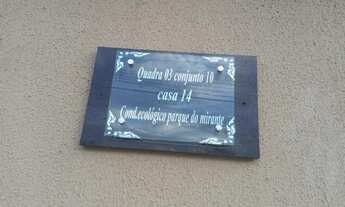 Quadra 03 conjunto 10
casa 14
Cond.ecológico parque do mirante